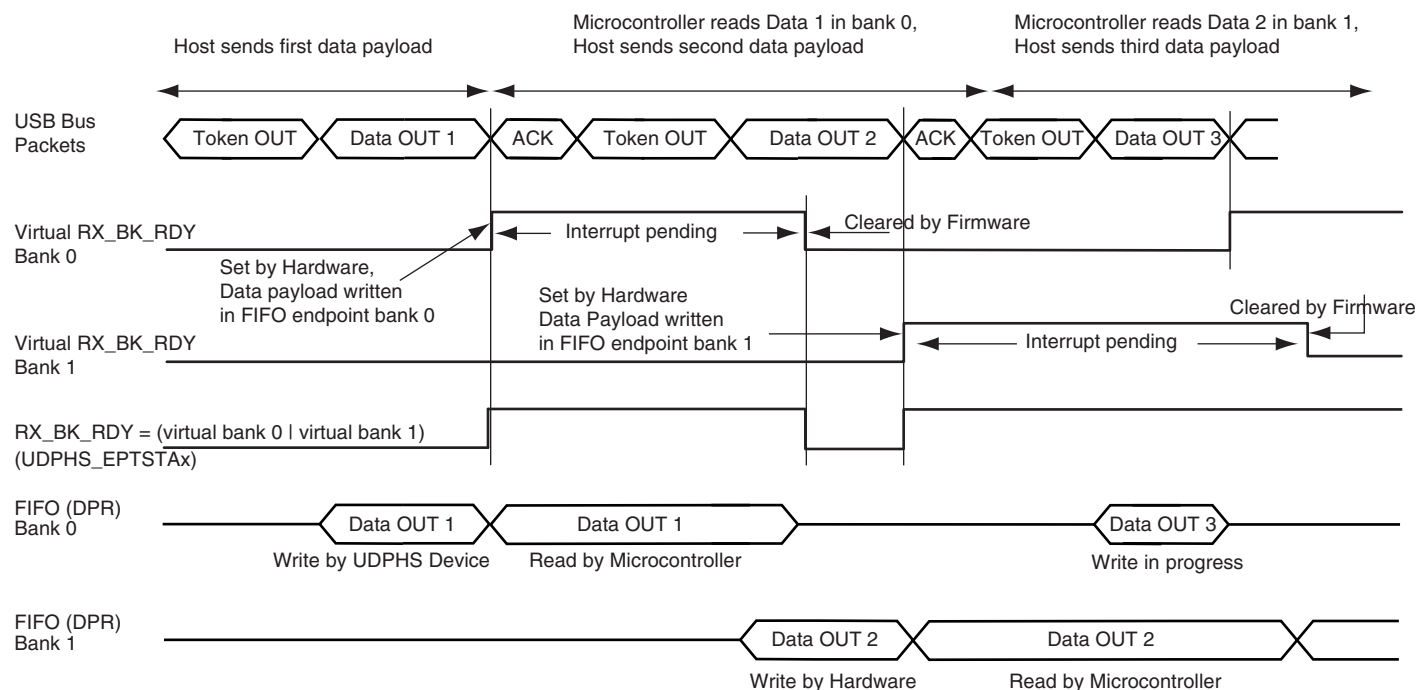 Host sends first data payload
Microcontroller reads Data 1 in bank 0,
Host sends second data payload
Microcontroller reads Data 2 in bank 1,
Host sends third data payload
USB Bus
Packets
Token OUT
Data OUT 1
ACK
Token OUT
Data OUT 2
ACK
Token OUT
Data OUT 3
Virtual RX_BK_RDY
Bank 0
Interrupt pending
Cleared by Firmware
Set by Hardware,
Data payload written
in FIFO endpoint bank 0
Set by Hardware
Data Payload written
in FIFO endpoint bank 1
Cleared by Firmware
Virtual RX_BK_RDY
Bank 1
Interrupt pending
RX_BK_RDY = (virtual bank 0 | virtual bank 1)
(UDPHS_EPTSTAx)
FIFO (DPR)
Bank 0
Data OUT 1
Data OUT 1
Data OUT 3
Write by UDPHS Device
Read by Microcontroller
Write in progress
FIFO (DPR)
Bank 1
Data OUT 2
Data OUT 2
Write by Hardware
Read by Microcontroller